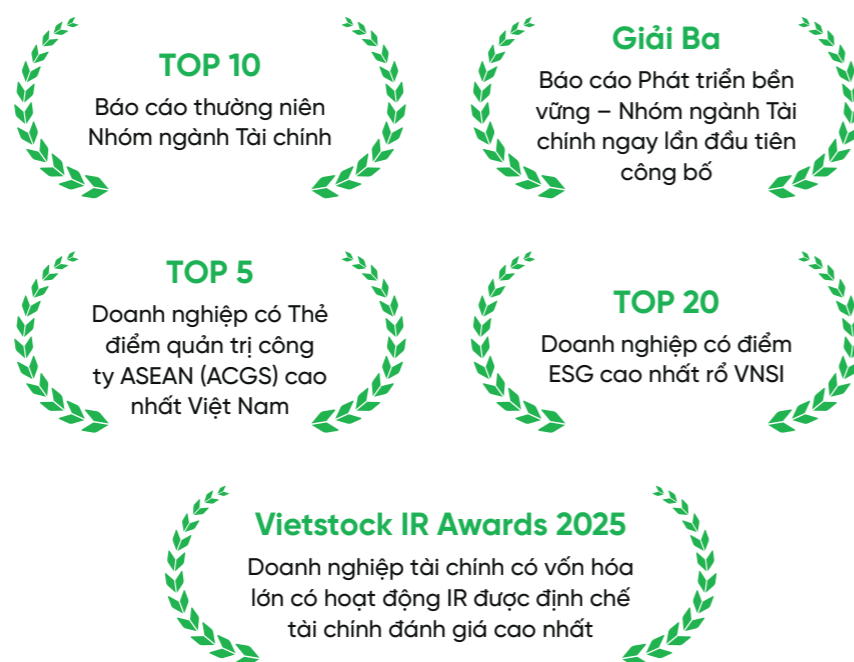 TOP 10
Báo cáo thường niên
Nhóm ngành Tài chính
Giải Ba
Báo cáo Phát triển bền
vững – Nhóm ngành Tài
chính ngay lần đầu tiên
công bố
TOP 5
Doanh nghiệp có Thẻ
điểm quản trị công
ty ASEAN (ACGS) cao
nhất Việt Nam
TOP 20
Doanh nghiệp có điểm
ESG cao nhất rổ VNSI
Vietstock IR Awards 2025
Doanh nghiệp tài chính có vốn hóa
lớn có hoạt động IR được định chế
tài chính đánh giá cao nhất